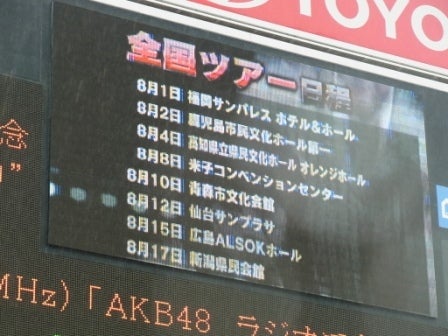 TOYO
全国ツアー日程
8月1日 福岡サンパレス ホテル&ホール
8月2日 鹿児島市民文化ホール第一
8月4日 高知県立県民文化ホール オレンジホール
8月8日 米子コンベンションセンター
8月10日 青森市文化会館
8月12日 仙台サンプラザ
8月15日 広島ALSOKホール
8月17日 新潟県民会館
念
”
MHz)「AKB48 ラジオ